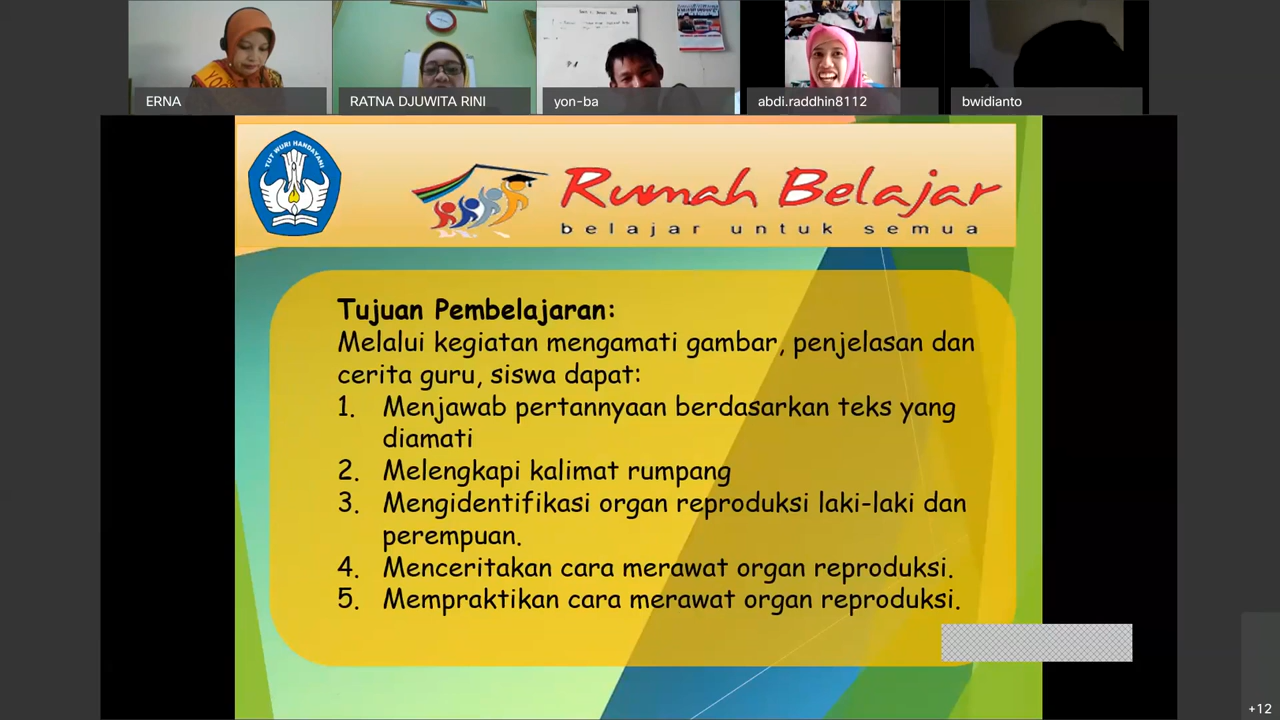 ERNA
RATNA DJUWITA RINI
yon-ba
abdi.raddhin8112
bwidianto
TUT WURI HANDAYANI
Rumah Belajar
belajar untuk semua
Tujuan Pembelajaran:
Melalui kegiatan mengamati gambar, penjelasan dan
cerita guru, siswa dapat:
1. Menjawab pertannyaan berdasarkan teks yang
diamati
2. Melengkapi kalimat rumpang
3. Mengidentifikasi organ reproduksi laki-laki dan
perempuan.
4. Menceritakan cara merawat organ reproduksi.
5. Mempraktikan cara merawat organ reproduksi.
+12